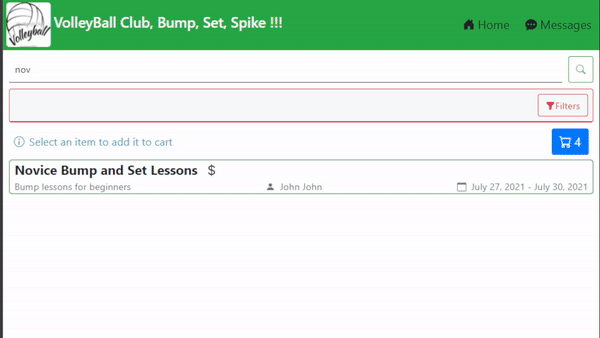 Volleyball
VolleyBall Club, Bump, Set, Spike !!!
Home
Messages
nov
Filters
Select an item to add it to cart
4
Novice Bump and Set Lessons $
Bump lessons for beginners
John John
July 27, 2021 - July 30, 2021